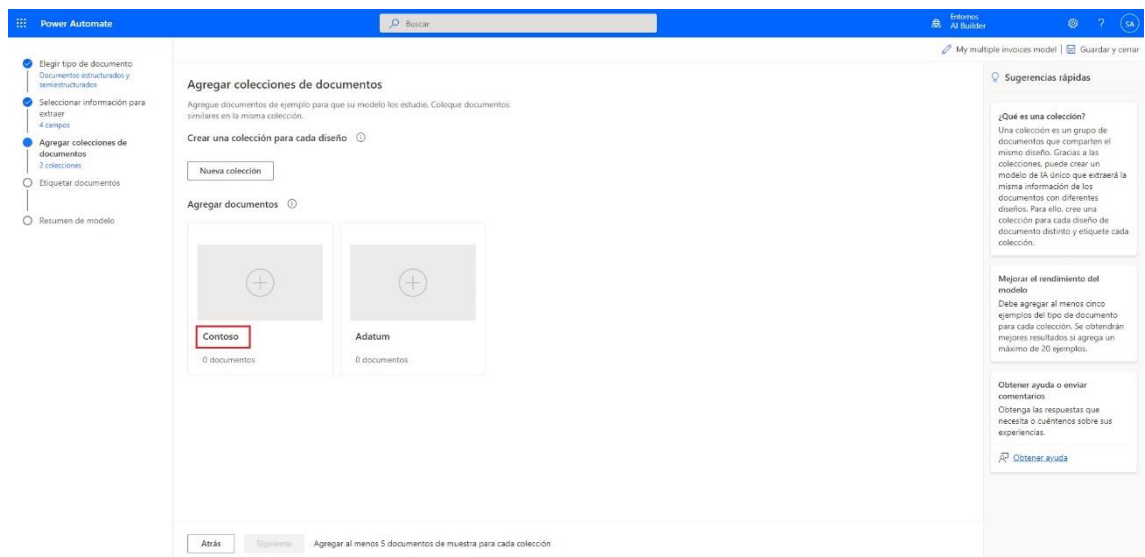 Power Automate
Buscar
Entornos
AI Builder
SA
My multiple invoices model | Guardar y cerrar
Elegir tipo de documento
Documentos estructurados y
semiestructurados
Seleccionar información para
extraer
4 campos
Agregar colecciones de
documentos
2 colecciones
Etiquetar documentos
Resumen de modelo
Agregar colecciones de documentos
Agregue documentos de ejemplo para que su modelo los estudie. Coloque documentos
similares en la misma colección.
Crear una colección para cada diseño
Nueva colección
Agregar documentos
Contoso
0 documentos
Adatum
0 documentos
Atrás
Siguiente
Agregar al menos 5 documentos de muestra para cada colección
Sugerencias rápidas
¿Qué es una colección?
Una colección es un grupo de
documentos que comparten el
mismo diseño. Gracias a las
colecciones, puede crear un
modelo de IA único que extraerá la
misma información de los
documentos con diferentes
diseños. Para ello, cree una
colección para cada diseño de
documento distinto y etiquete cada
colección.
Mejorar el rendimiento del
modelo
Debe agregar al menos cinco
ejemplos del tipo de documento
para cada colección. Se obtendrán
mejores resultados si agrega un
máximo de 20 ejemplos.
Obtener ayuda o enviar
comentarios
Obtenga las respuestas que
necesita o cuéntenos sobre sus
experiencias.
Obtener ayuda